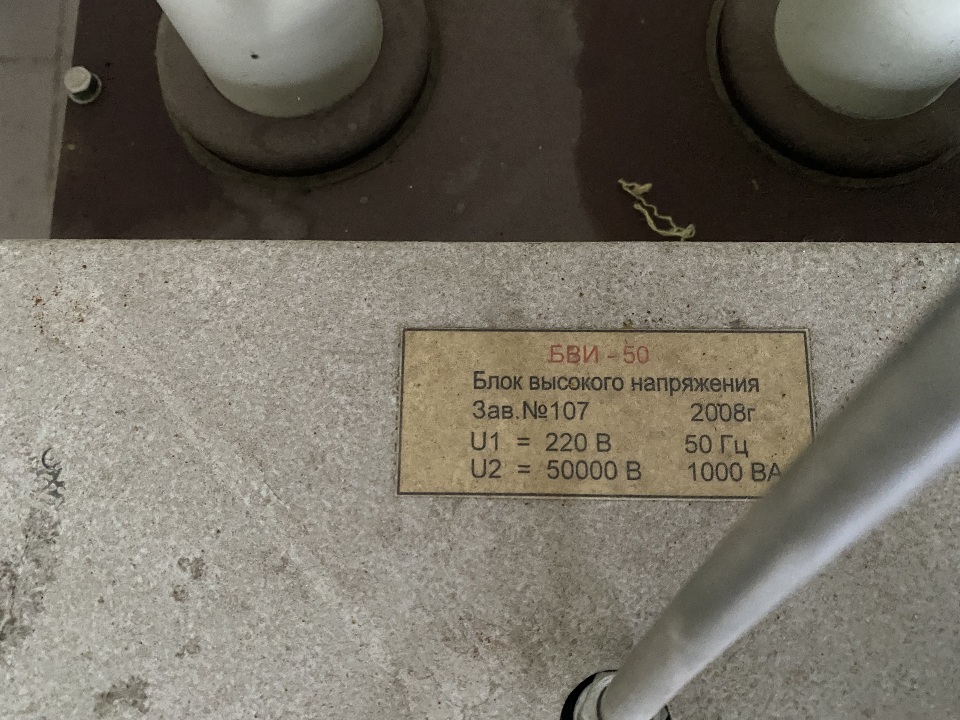 БВИ - 50
Блок высокого напряжения
Зав.№107 2008г
U1 = 220 В 50 Гц
U2 = 50000 В 1000 ВА